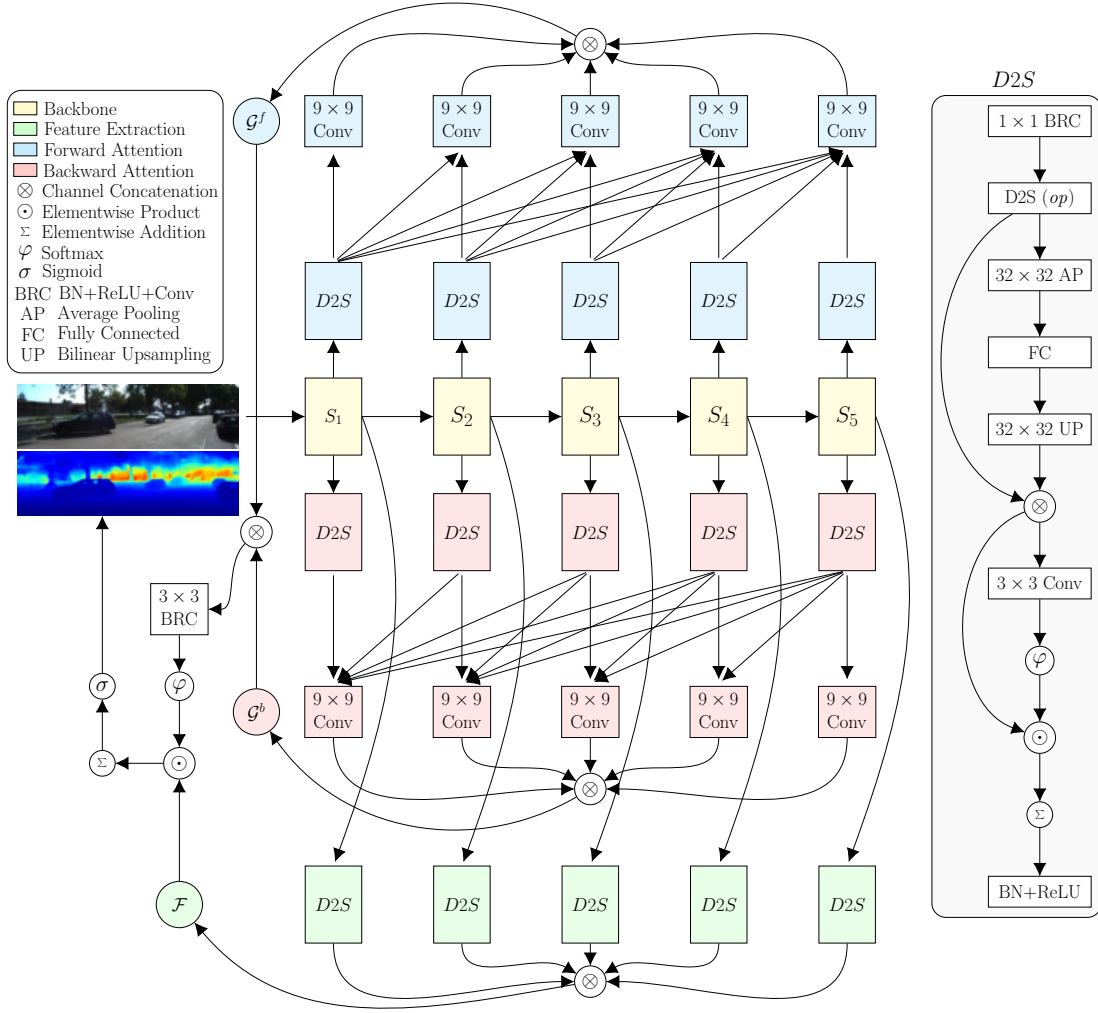 ⊗
D2S
Backbone
Feature Extraction
Forward Attention
Backward Attention
⊗ Channel Concatenation
⊙ Elementwise Product
Σ Elementwise Addition
φ Softmax
σ Sigmoid
BRC BN+ReLU+Conv
AP Average Pooling
FC Fully Connected
UP Bilinear Upsampling
𝒢^f
9 × 9
Conv
9 × 9
Conv
9 × 9
Conv
9 × 9
Conv
9 × 9
Conv
D2S
D2S
D2S
D2S
D2S
S₁
S₂
S₃
S₄
S₅
D2S
D2S
D2S
D2S
D2S
⊗
3 × 3
BRC
φ
σ
Σ
⊙
𝒢^b
9 × 9
Conv
9 × 9
Conv
9 × 9
Conv
9 × 9
Conv
9 × 9
Conv
⊗
ℱ
D2S
D2S
D2S
D2S
D2S
⊗
1 × 1 BRC
D2S (op)
32 × 32 AP
FC
32 × 32 UP
⊗
3 × 3 Conv
φ
⊙
Σ
BN+ReLU